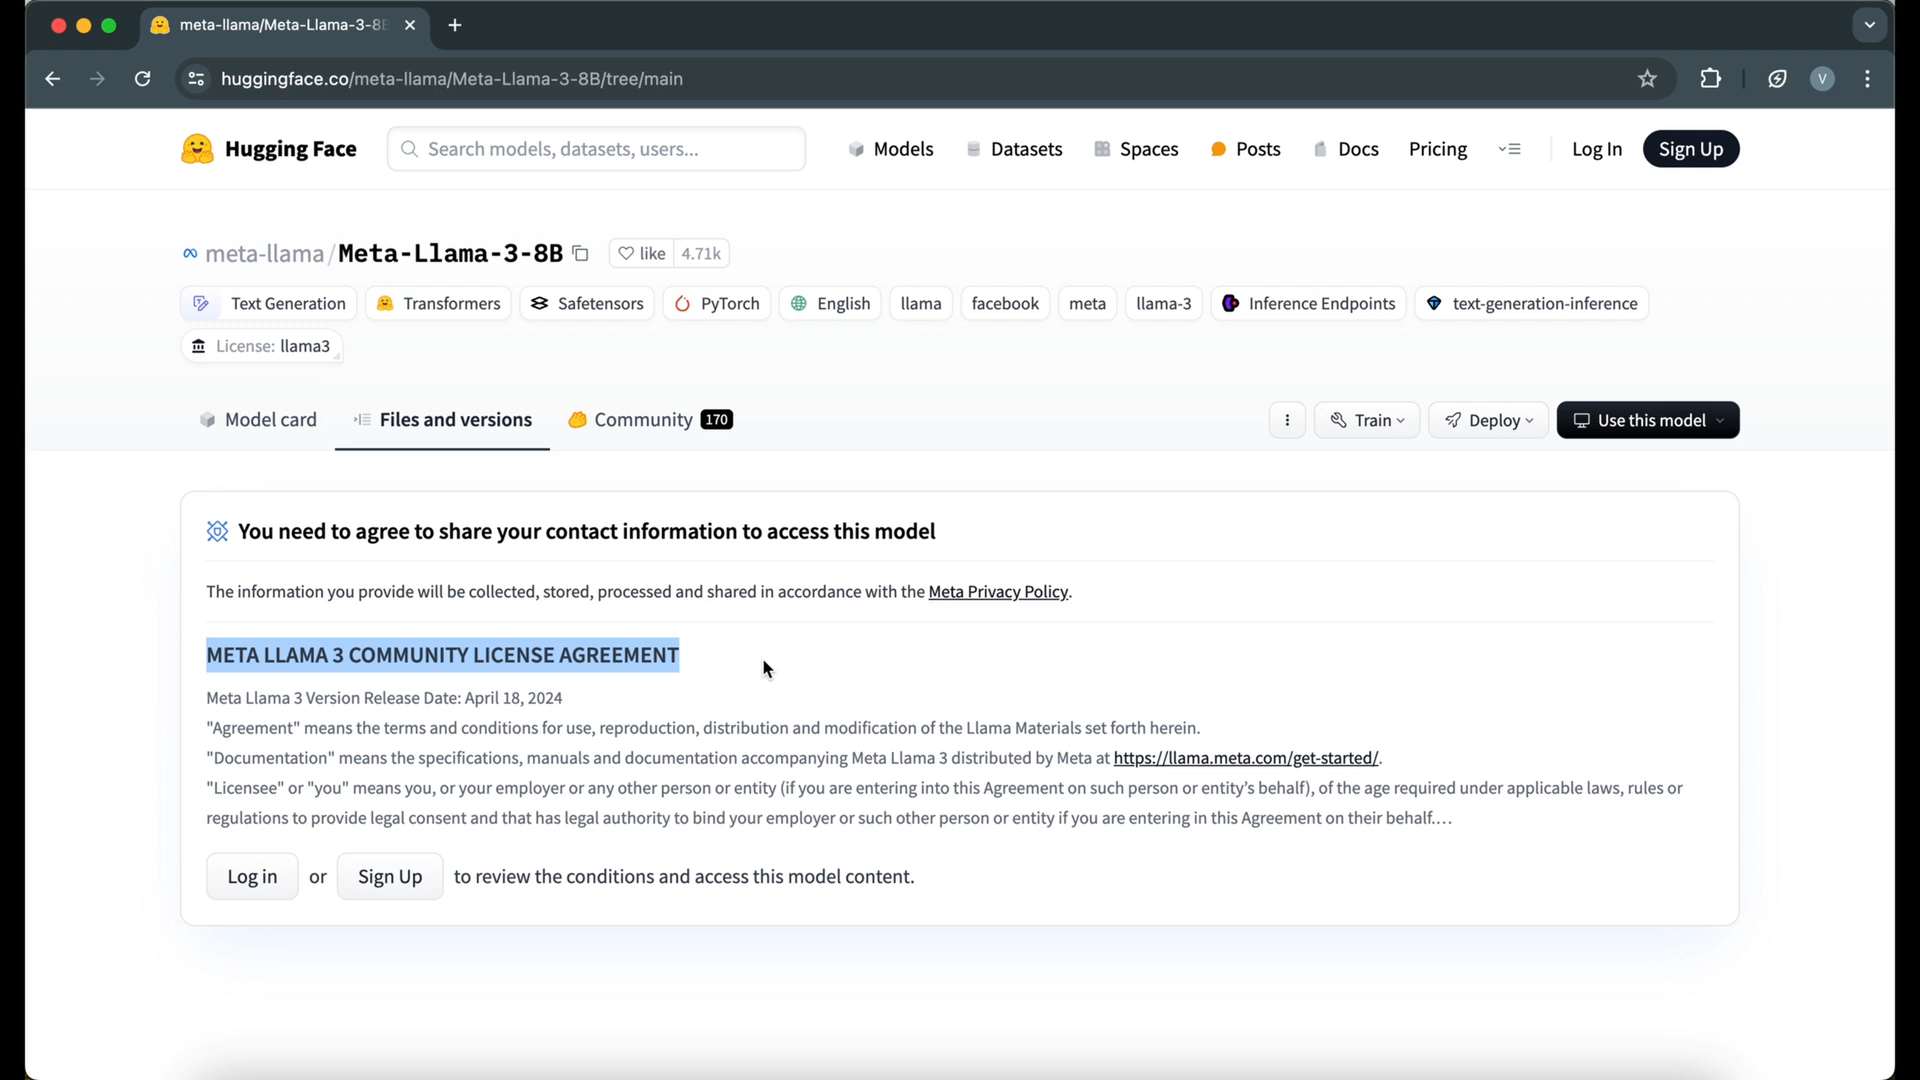 meta-llama/Meta-Llama-3-8B
huggingface.co/meta-llama/Meta-Llama-3-8B/tree/main
V
Hugging Face
Search models, datasets, users...
Models
Datasets
Spaces
Posts
Docs
Pricing
Log In
Sign Up
meta-llama/Meta-Llama-3-8B
like 4.71k
Text Generation
Transformers
Safetensors
PyTorch
English
llama
facebook
meta
llama-3
Inference Endpoints
text-generation-inference
License: llama3
Model card
Files and versions
Community 170
Train
Deploy
Use this model
You need to agree to share your contact information to access this model
The information you provide will be collected, stored, processed and shared in accordance with the Meta Privacy Policy.
META LLAMA 3 COMMUNITY LICENSE AGREEMENT
Meta Llama 3 Version Release Date: April 18, 2024
"Agreement" means the terms and conditions for use, reproduction, distribution and modification of the Llama Materials set forth herein.
"Documentation" means the specifications, manuals and documentation accompanying Meta Llama 3 distributed by Meta at https://llama.meta.com/get-started/.
"Licensee" or "you" means you, or your employer or any other person or entity (if you are entering into this Agreement on such person or entity's behalf), of the age required under applicable laws, rules or
regulations to provide legal consent and that has legal authority to bind your employer or such other person or entity if you are entering in this Agreement on their behalf.…
Log in or Sign Up to review the conditions and access this model content.